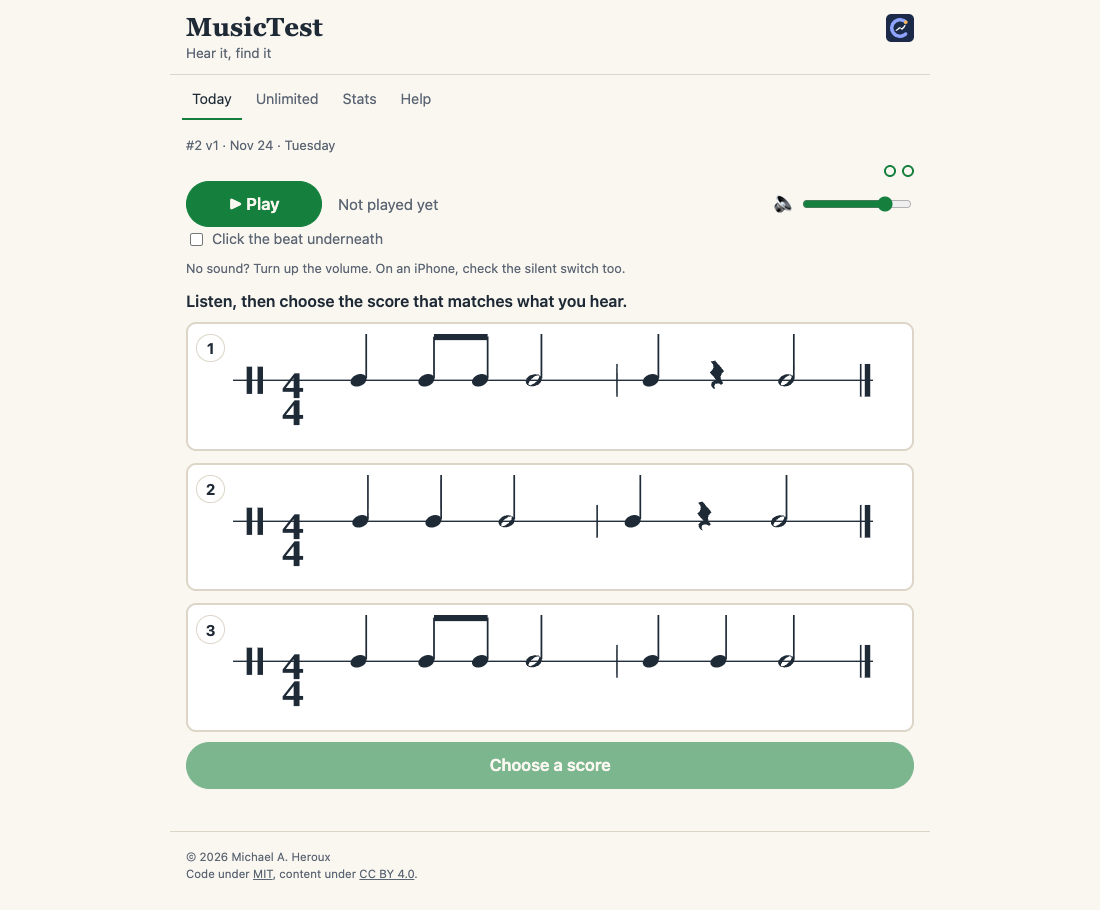 MusicTest
Hear it, find it
Today Unlimited Stats Help
#2 v1 · Nov 24 · Tuesday
Play Not played yet
Click the beat underneath
No sound? Turn up the volume. On an iPhone, check the silent switch too.
Listen, then choose the score that matches what you hear.
1
4
4
2
4
4
3
4
4
Choose a score
© 2026 Michael A. Heroux
Code under MIT, content under CC BY 4.0.